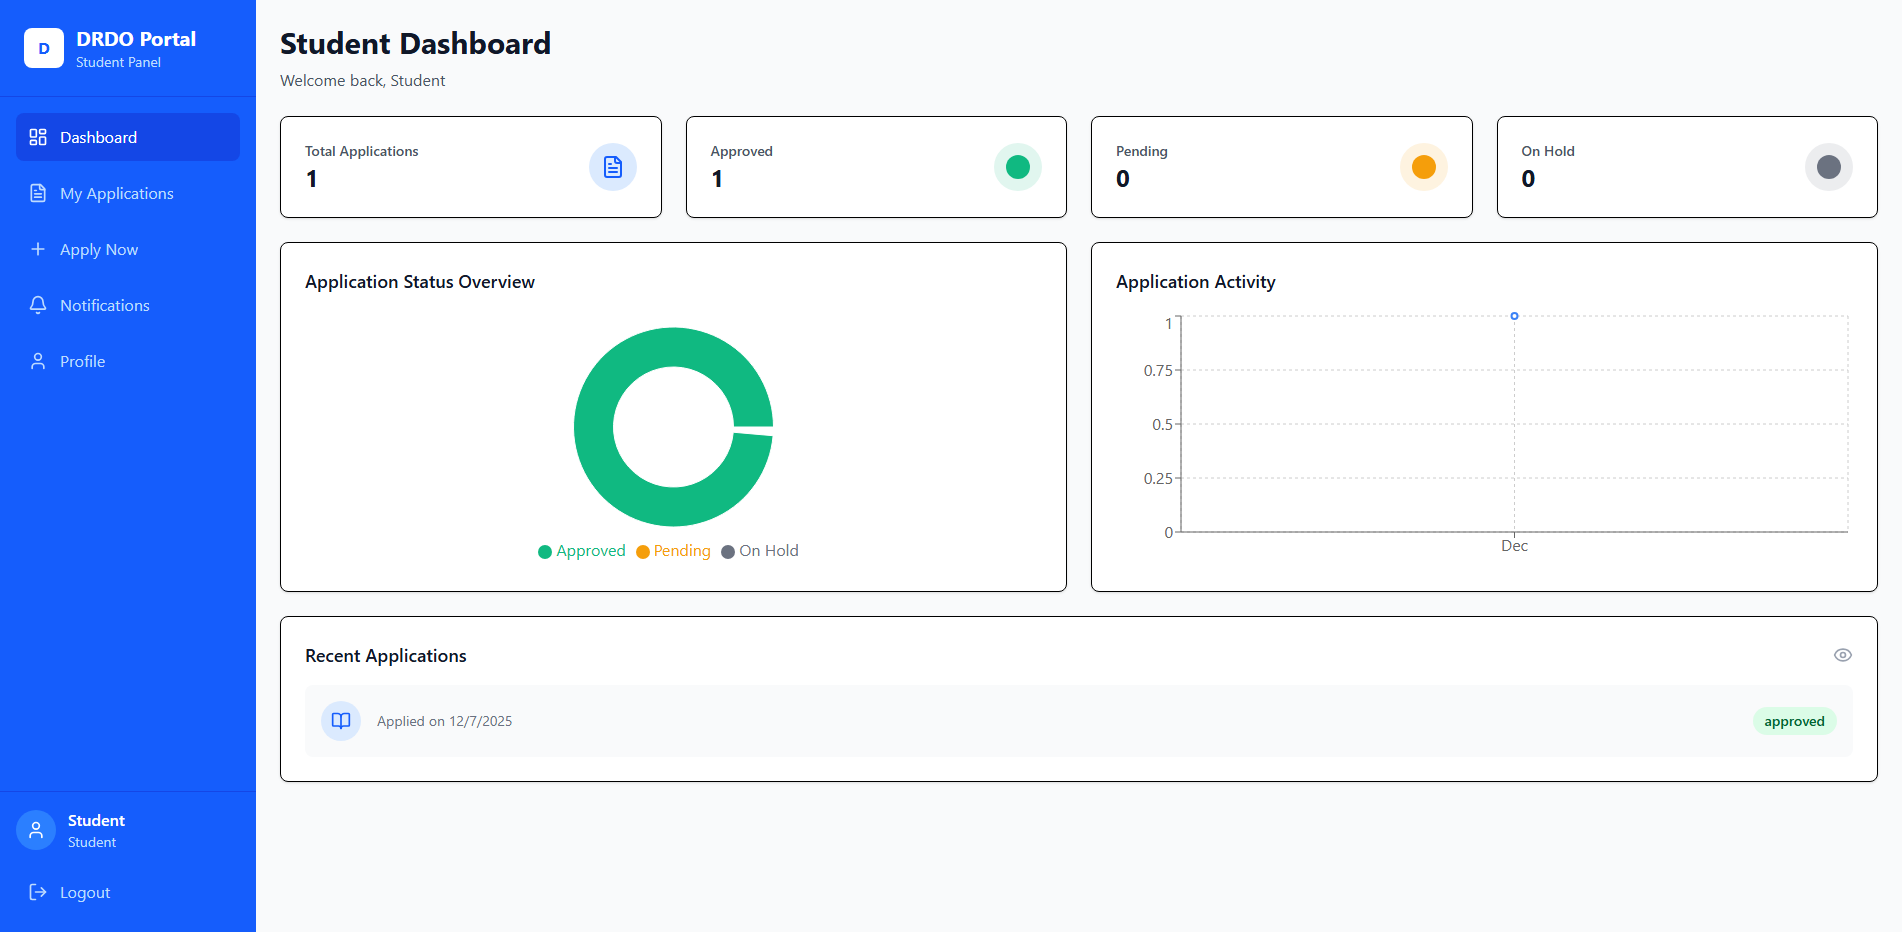 D
DRDO Portal
Student Panel
Dashboard
My Applications
Apply Now
Notifications
Profile
Student
Student
Logout
Student Dashboard
Welcome back, Student
Total Applications
1
Approved
1
Pending
0
On Hold
0
Application Status Overview
Approved Pending On Hold
Application Activity
1
0.75
0.5
0.25
0
Dec
Recent Applications
Applied on 12/7/2025
approved